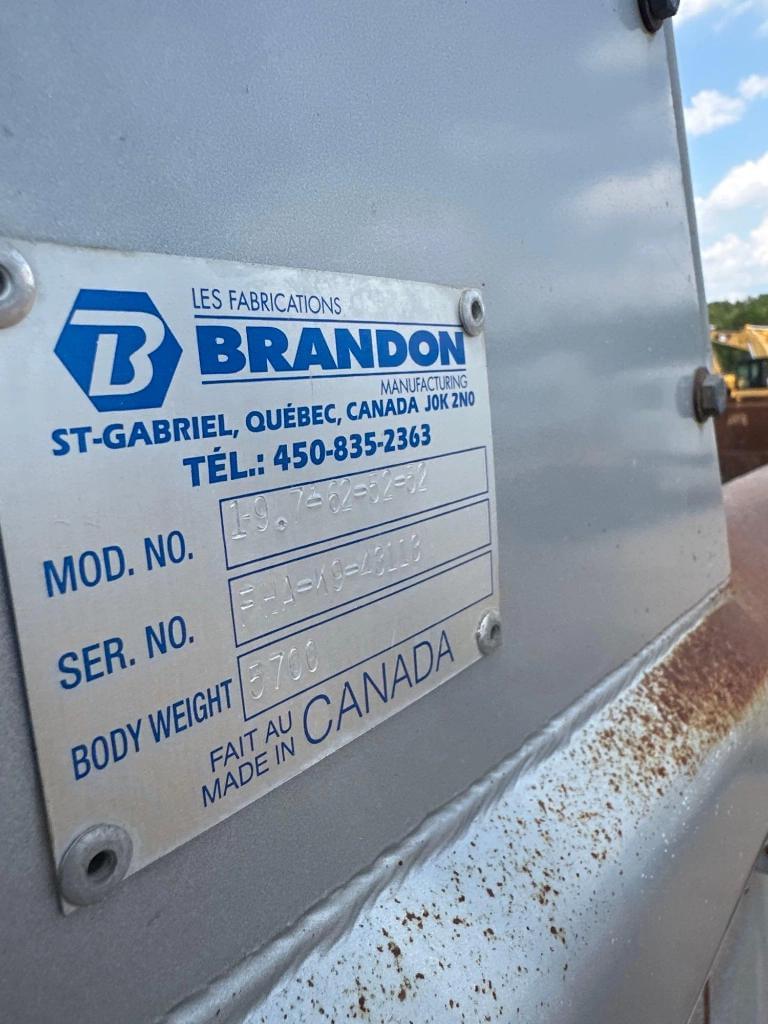 LES FABRICATIONS
B BRANDON
MANUFACTURING
ST-GABRIEL, QUÉBEC, CANADA J0K 2N0
TÉL.: 450-835-2363
MOD. NO.
SER. NO.
BODY WEIGHT 5700
FAIT AU
MADE IN CANADA